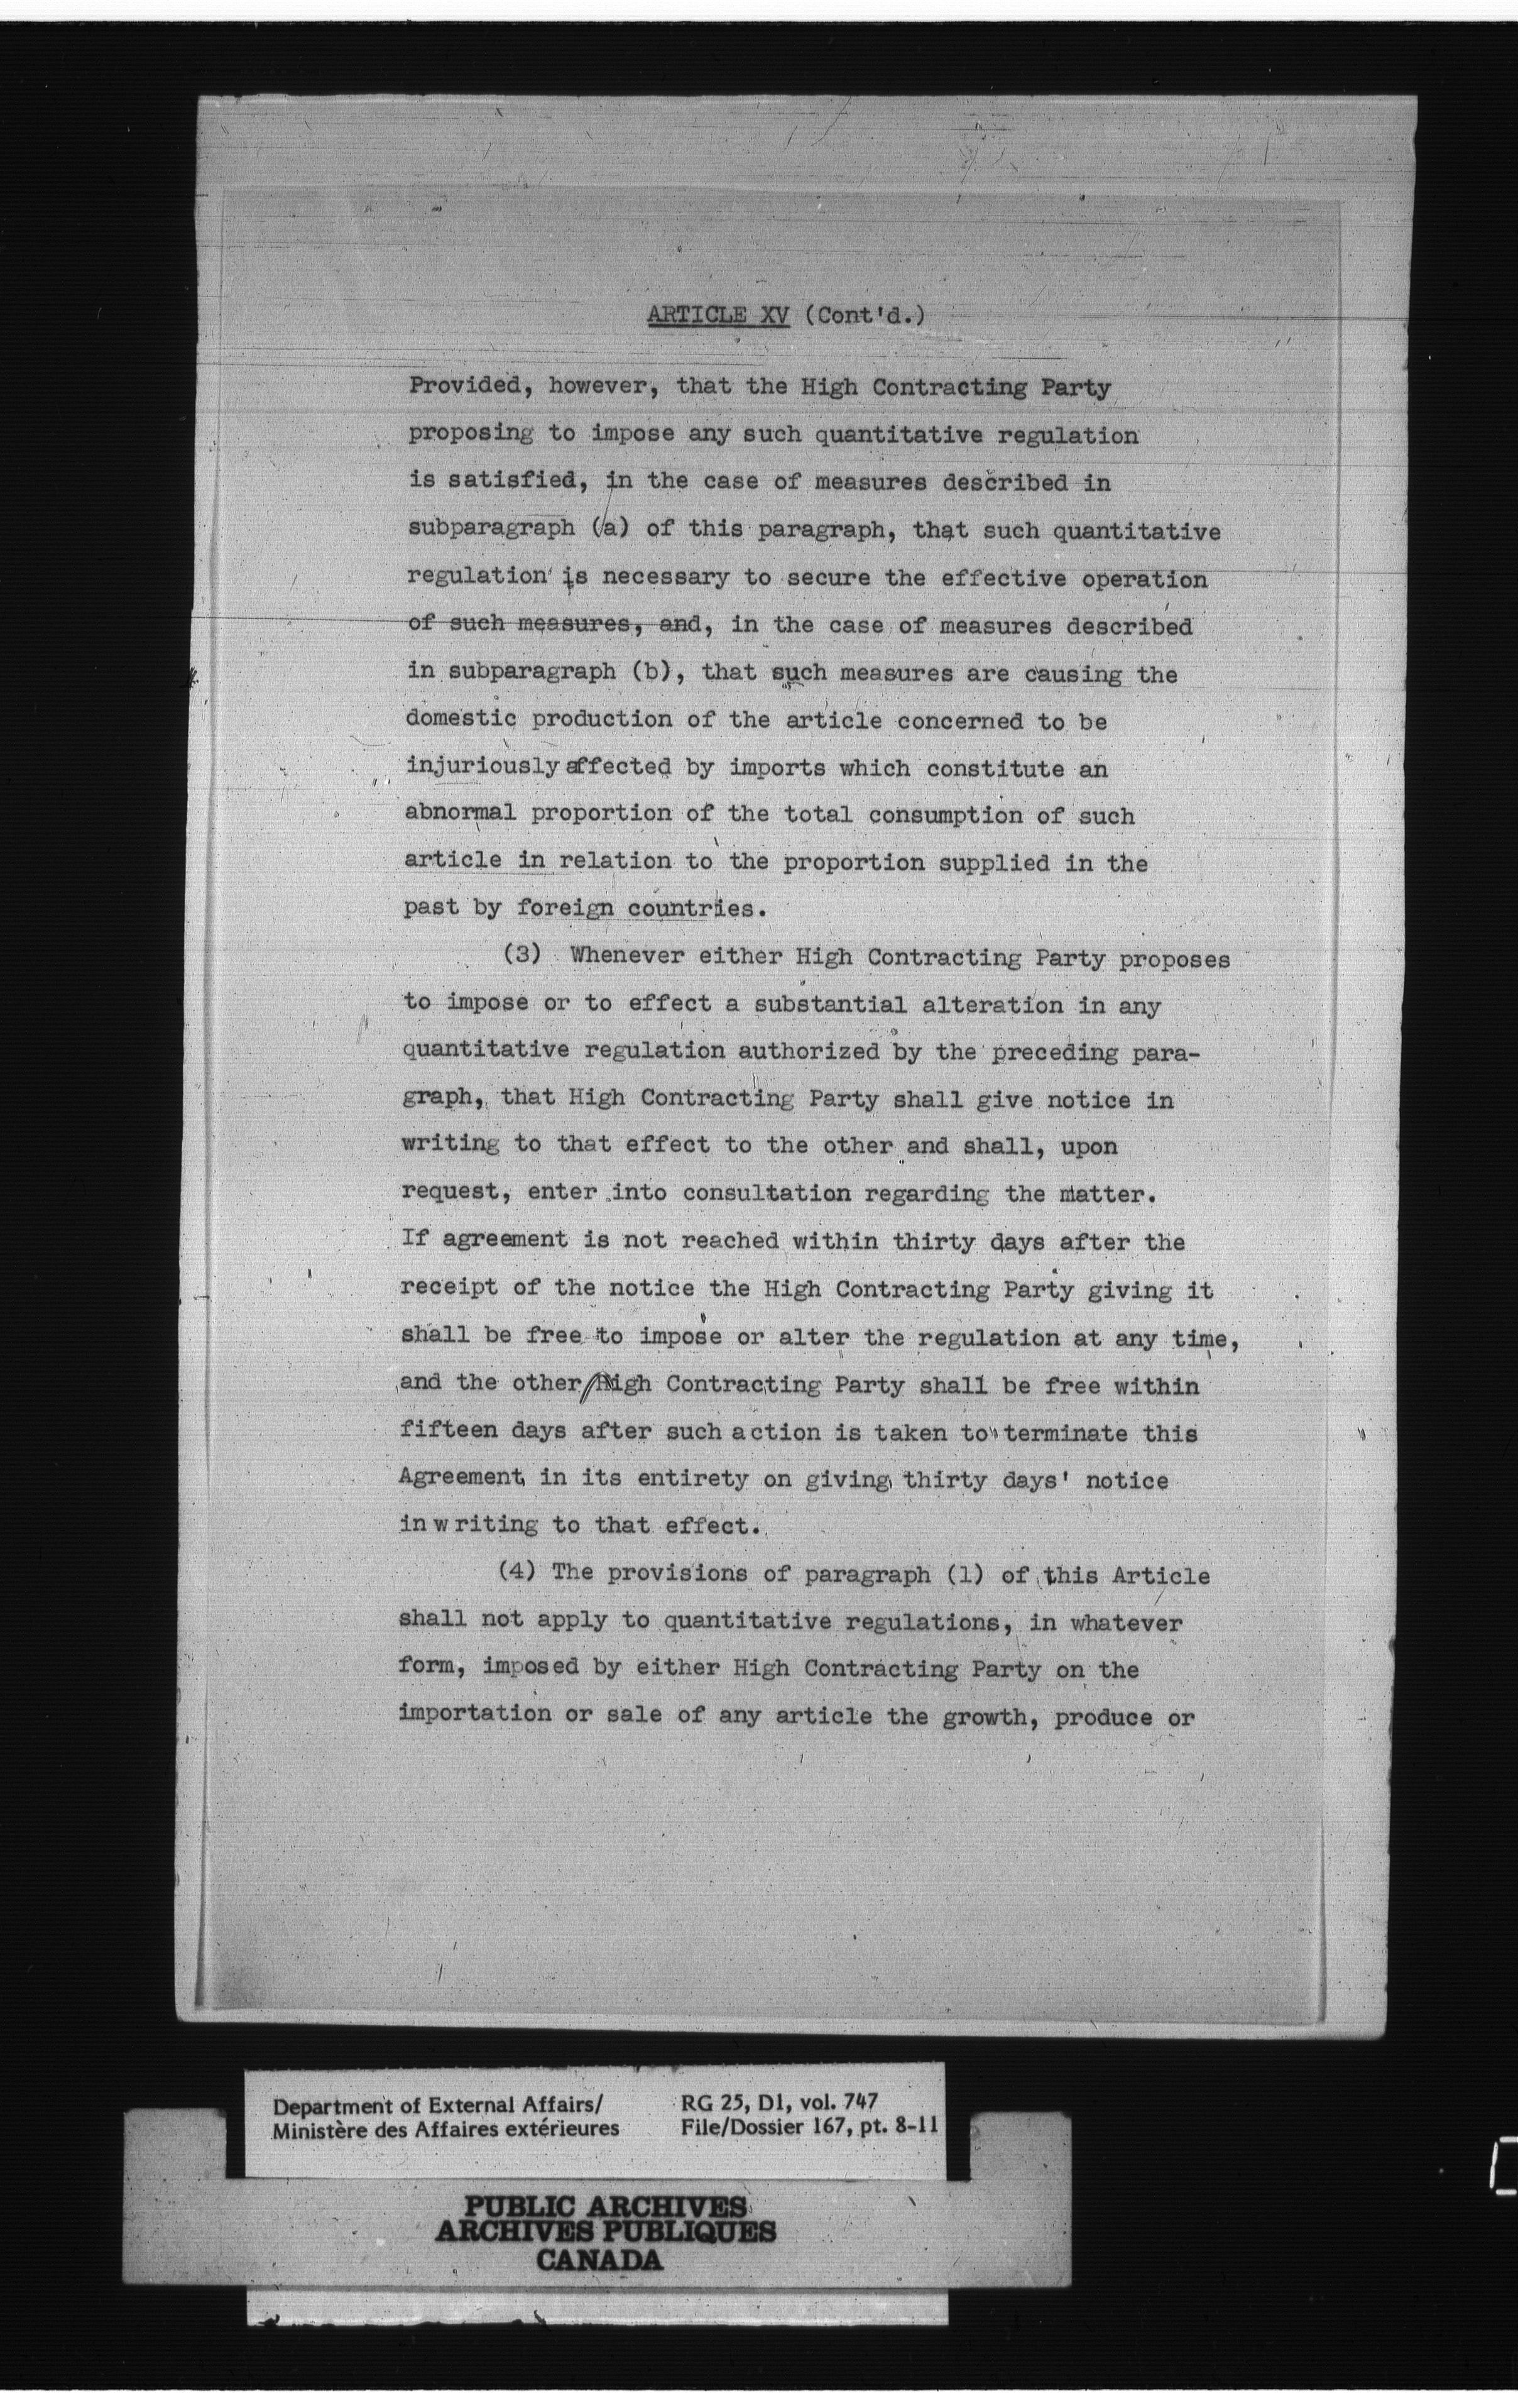 ARTICLE XV (Cont'd.)
Provided, however, that the High Contracting Party
proposing to impose any such quantitative regulation
is satisfied, in the case of measures described in
subparagraph (a) of this paragraph, that such quantitative
regulation is necessary to secure the effective operation
of such measures, and, in the case of measures described
in subparagraph (b), that such measures are causing the
domestic production of the article concerned to be
injuriously affected by imports which constitute an
abnormal proportion of the total consumption of such
article in relation to the proportion supplied in the
past by foreign countries.
(3) Whenever either High Contracting Party proposes
to impose or to effect a substantial alteration in any
quantitative regulation authorized by the preceding para-
graph, that High Contracting Party shall give notice in
writing to that effect to the other and shall, upon
request, enter into consultation regarding the matter.
If agreement is not reached within thirty days after the
receipt of the notice the High Contracting Party giving it
shall be free to impose or alter the regulation at any time,
and the other High Contracting Party shall be free within
fifteen days after such action is taken to terminate this
Agreement in its entirety on giving thirty days' notice
in writing to that effect.
(4) The provisions of paragraph (1) of this Article
shall not apply to quantitative regulations, in whatever
form, imposed by either High Contracting Party on the
importation or sale of any article the growth, produce or
Department of External Affairs/ RG 25, D1, vol. 747
Ministère des Affaires extérieures File/Dossier 167, pt. 8-11
PUBLIC ARCHIVES
ARCHIVES PUBLIQUES
CANADA